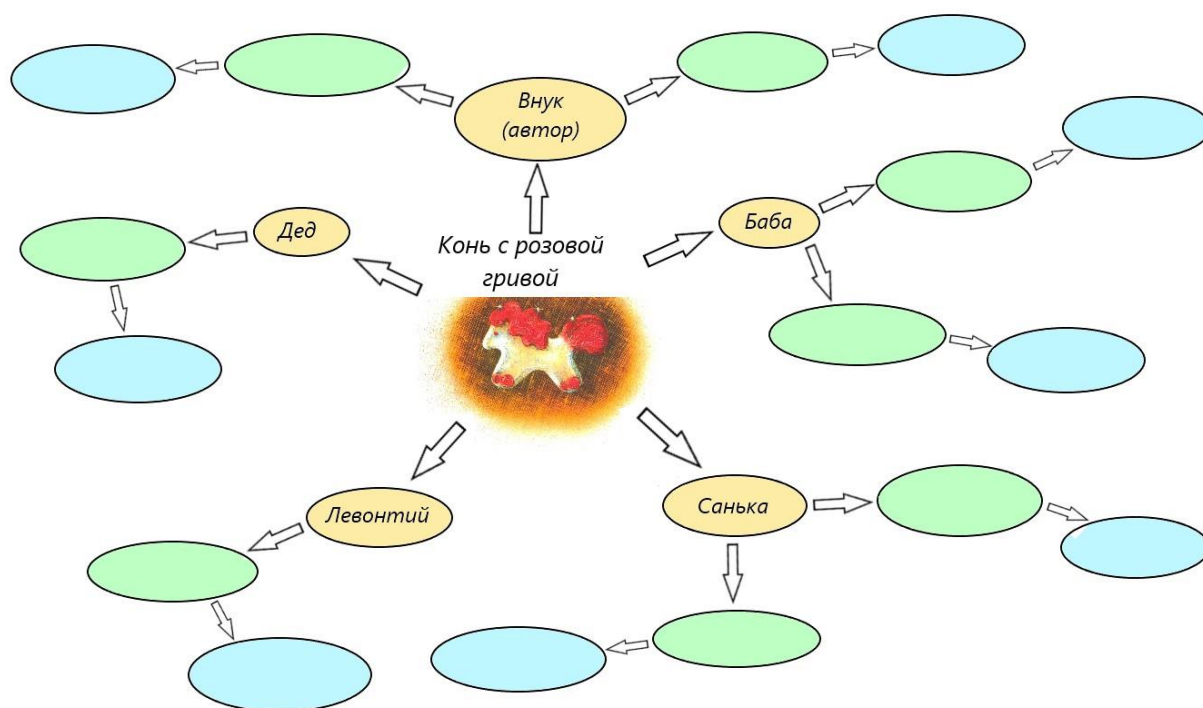 Внук
(автор)
Дед
Баба
Конь с розовой
гривой
Левонтий
Санька